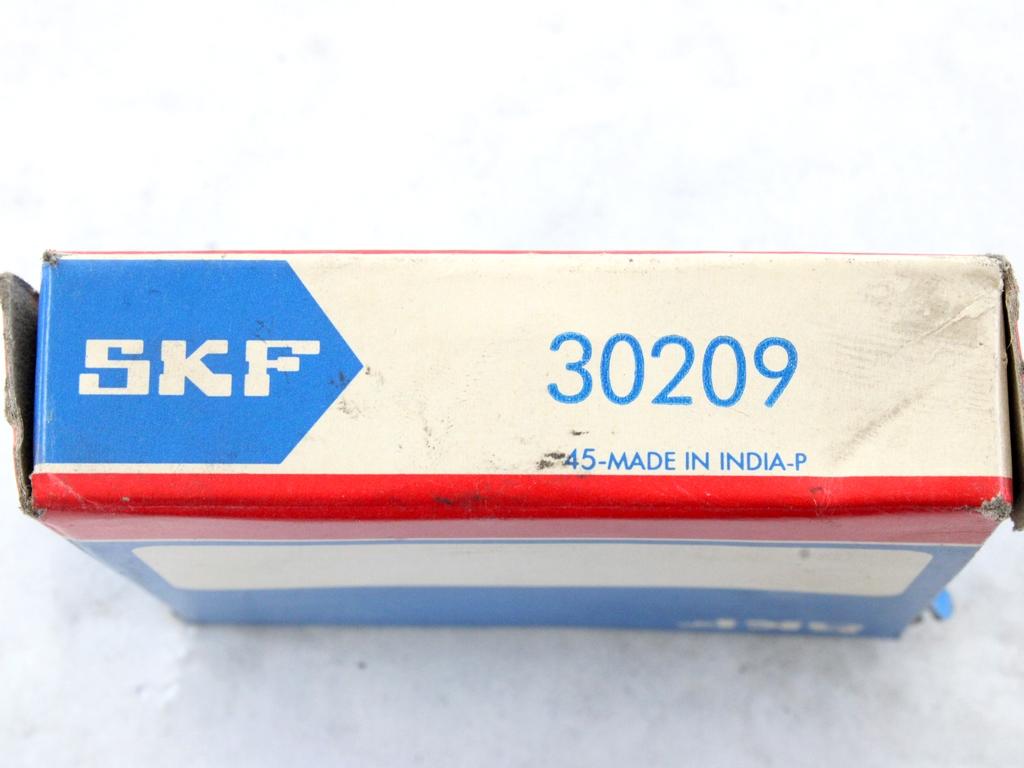 SKF
30209
45-MADE IN INDIA-P